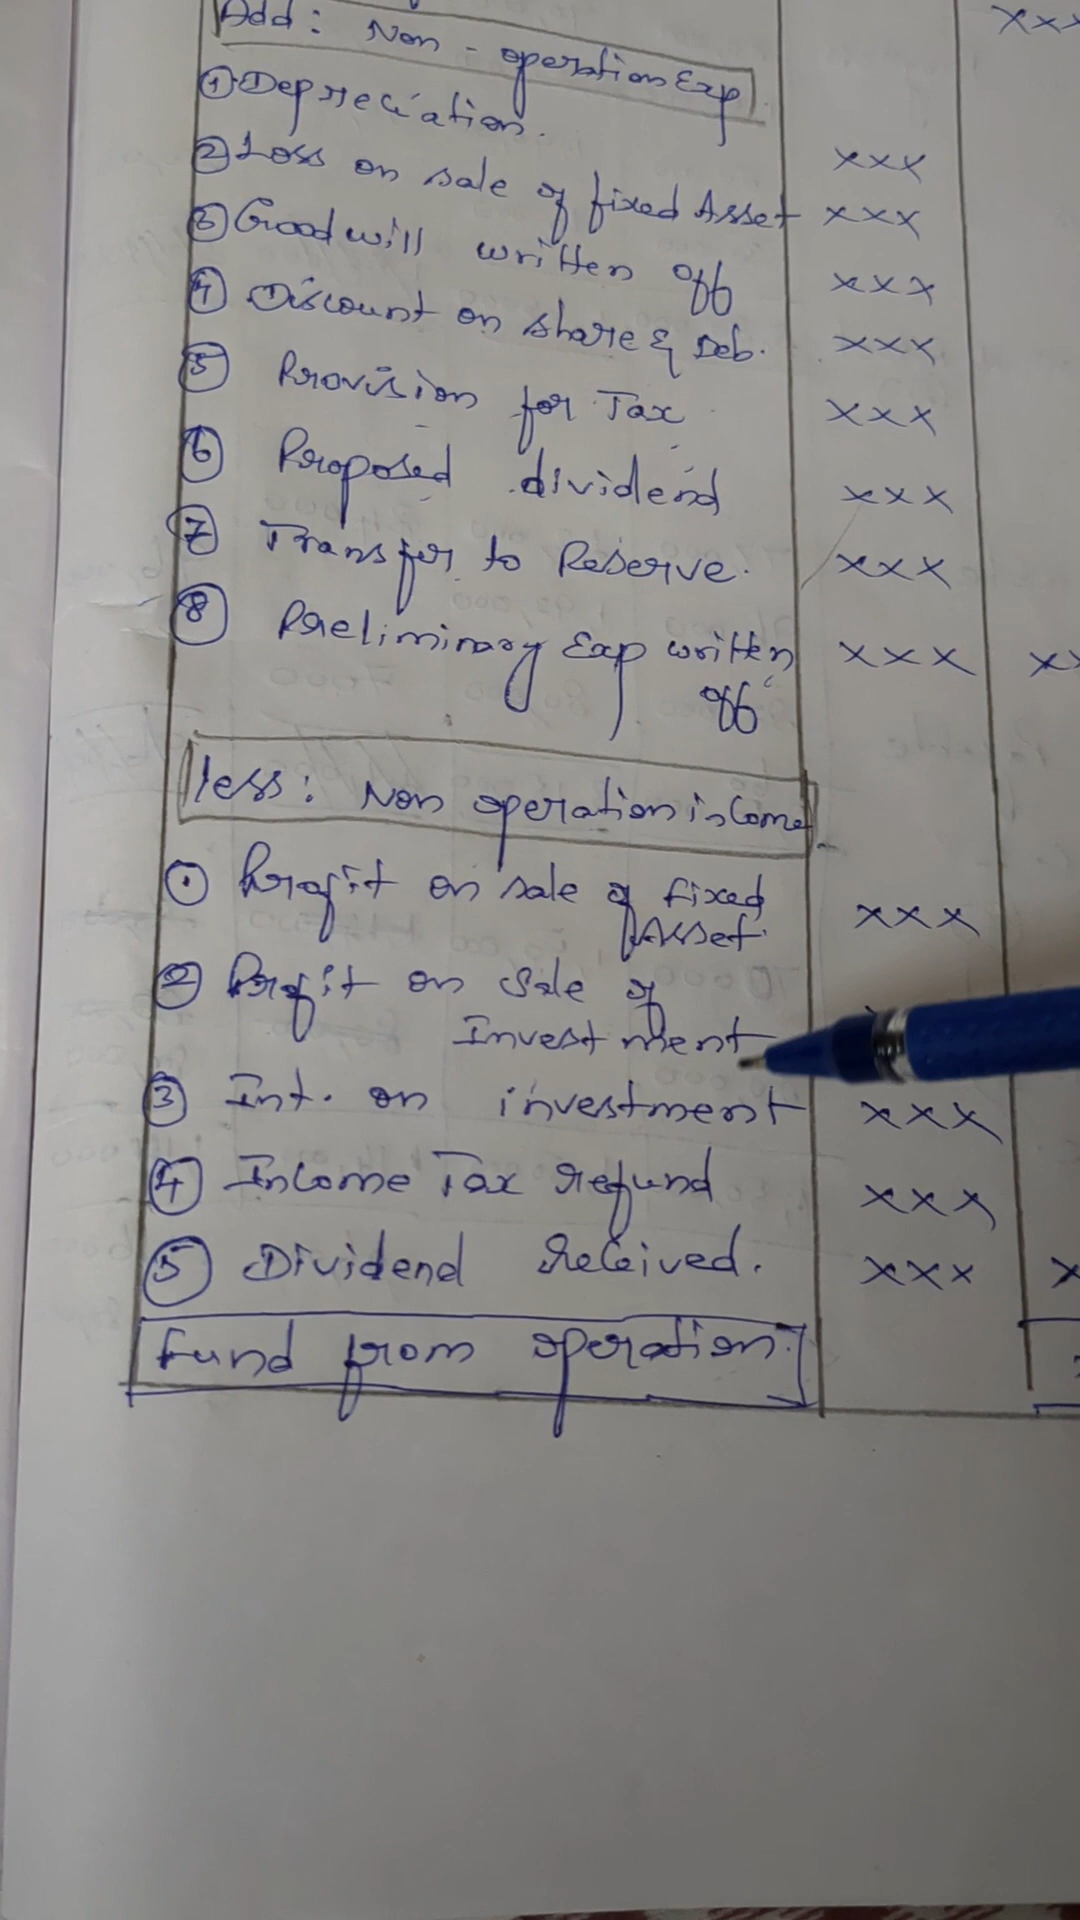 xxx
Add: Non-operation Exp
① Depreciation. xxx
② Loss on sale of fixed Asset xxx
③ Goodwill written off xxx
④ Discount on share & Deb. xxx
⑤ Provision for Tax xxx
⑥ Proposed dividend xxx
⑦ Transfer to Reserve. xxx
⑧ Preliminary Exp written xxx xx
off
less: Non operation income
① Profit on sale of fixed
Asset. xxx
② Profit on Sale of
Investment
③ Int. on investment xxx
④ Income Tax refund xxx
⑤ Dividend received. xxx x
Fund from operation.